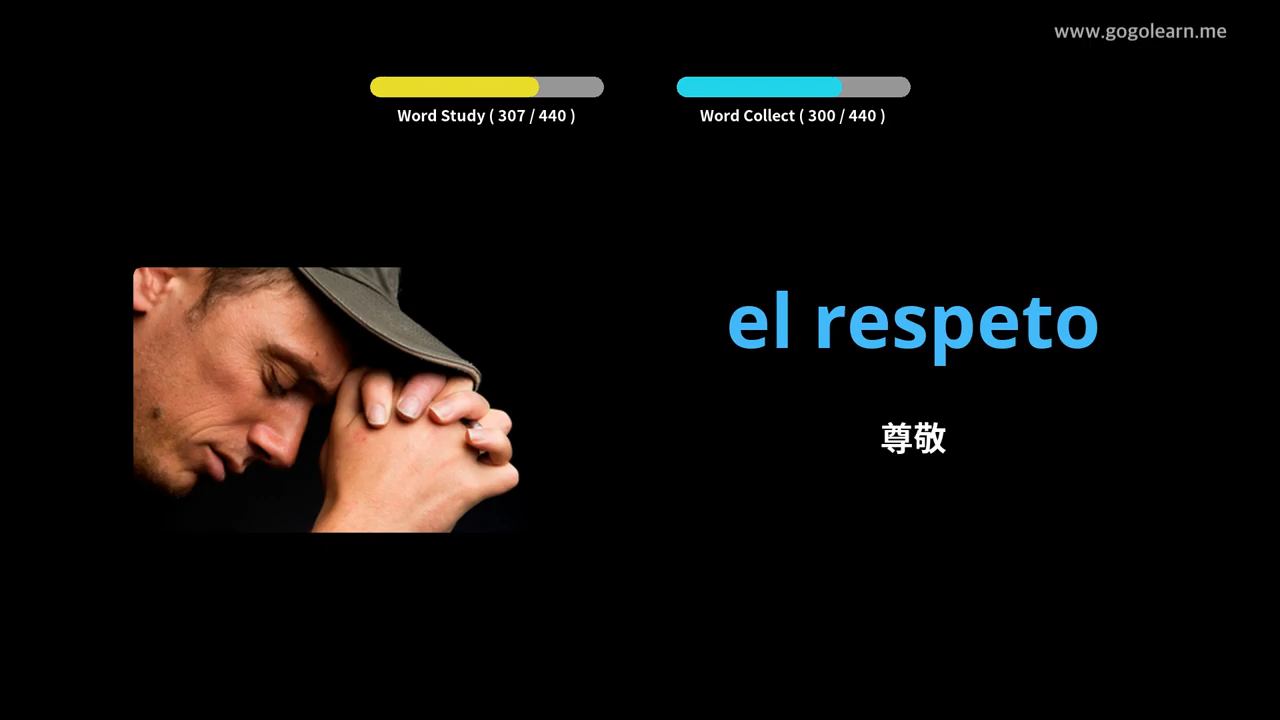 www.gogolearn.me
Word Study ( 307 / 440 )
Word Collect ( 300 / 440 )
el respeto
尊敬